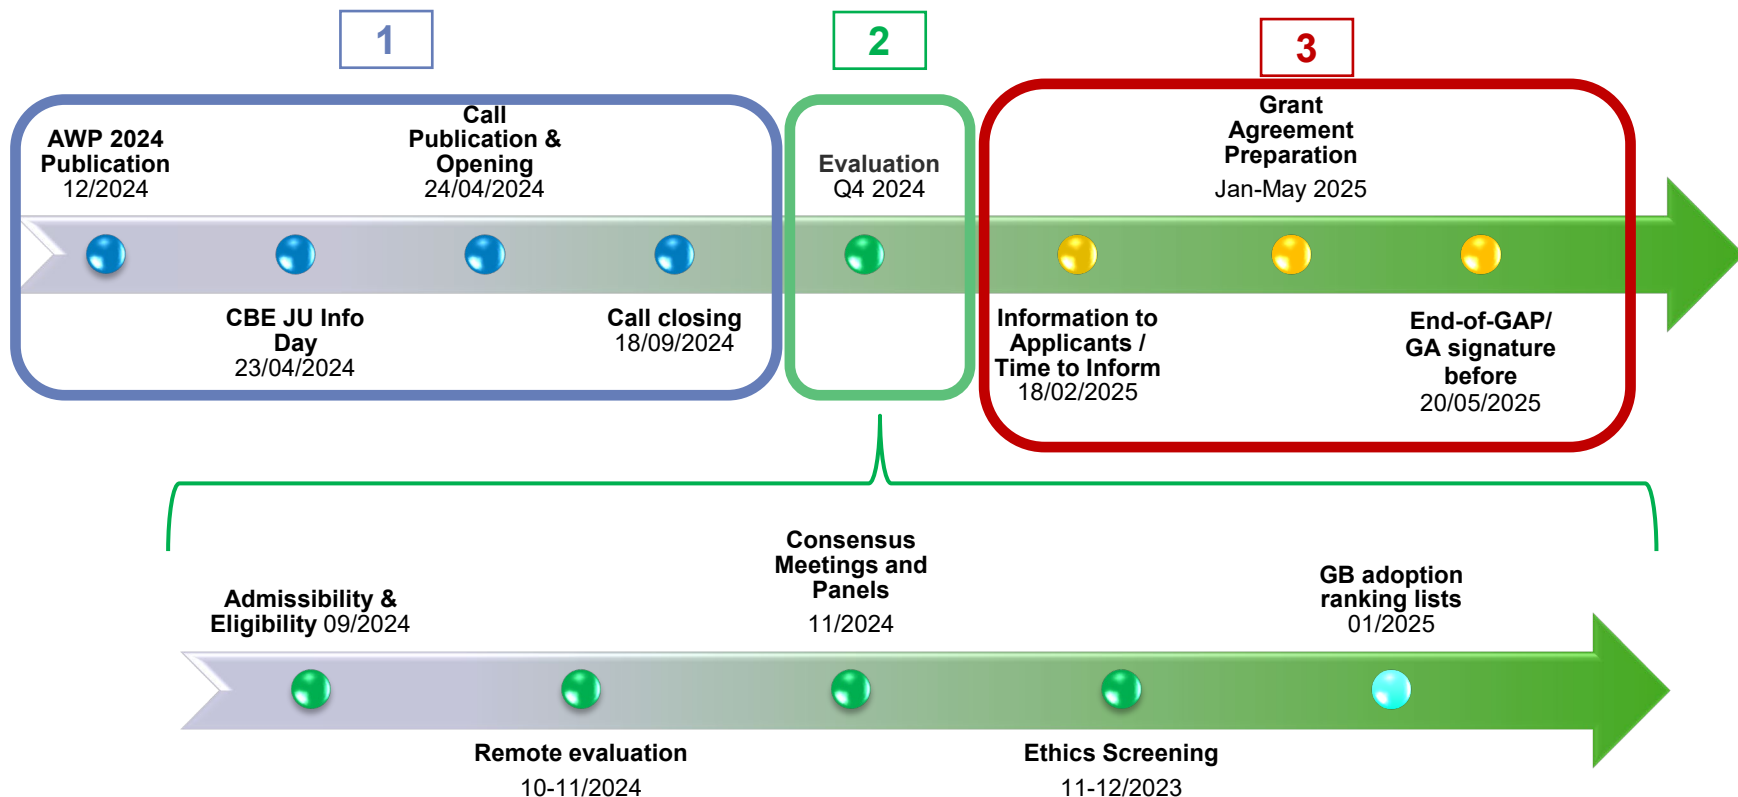 1
2
3
AWP 2024
Publication
12/2024
Call
Publication &
Opening
24/04/2024
Evaluation
Q4 2024
Grant
Agreement
Preparation
Jan-May 2025
CBE JU Info
Day
23/04/2024
Call closing
18/09/2024
Information to
Applicants /
Time to Inform
18/02/2025
End-of-GAP/
GA signature
before
20/05/2025
Admissibility &
Eligibility 09/2024
Consensus
Meetings and
Panels
11/2024
GB adoption
ranking lists
01/2025
Remote evaluation
10-11/2024
Ethics Screening
11-12/2023